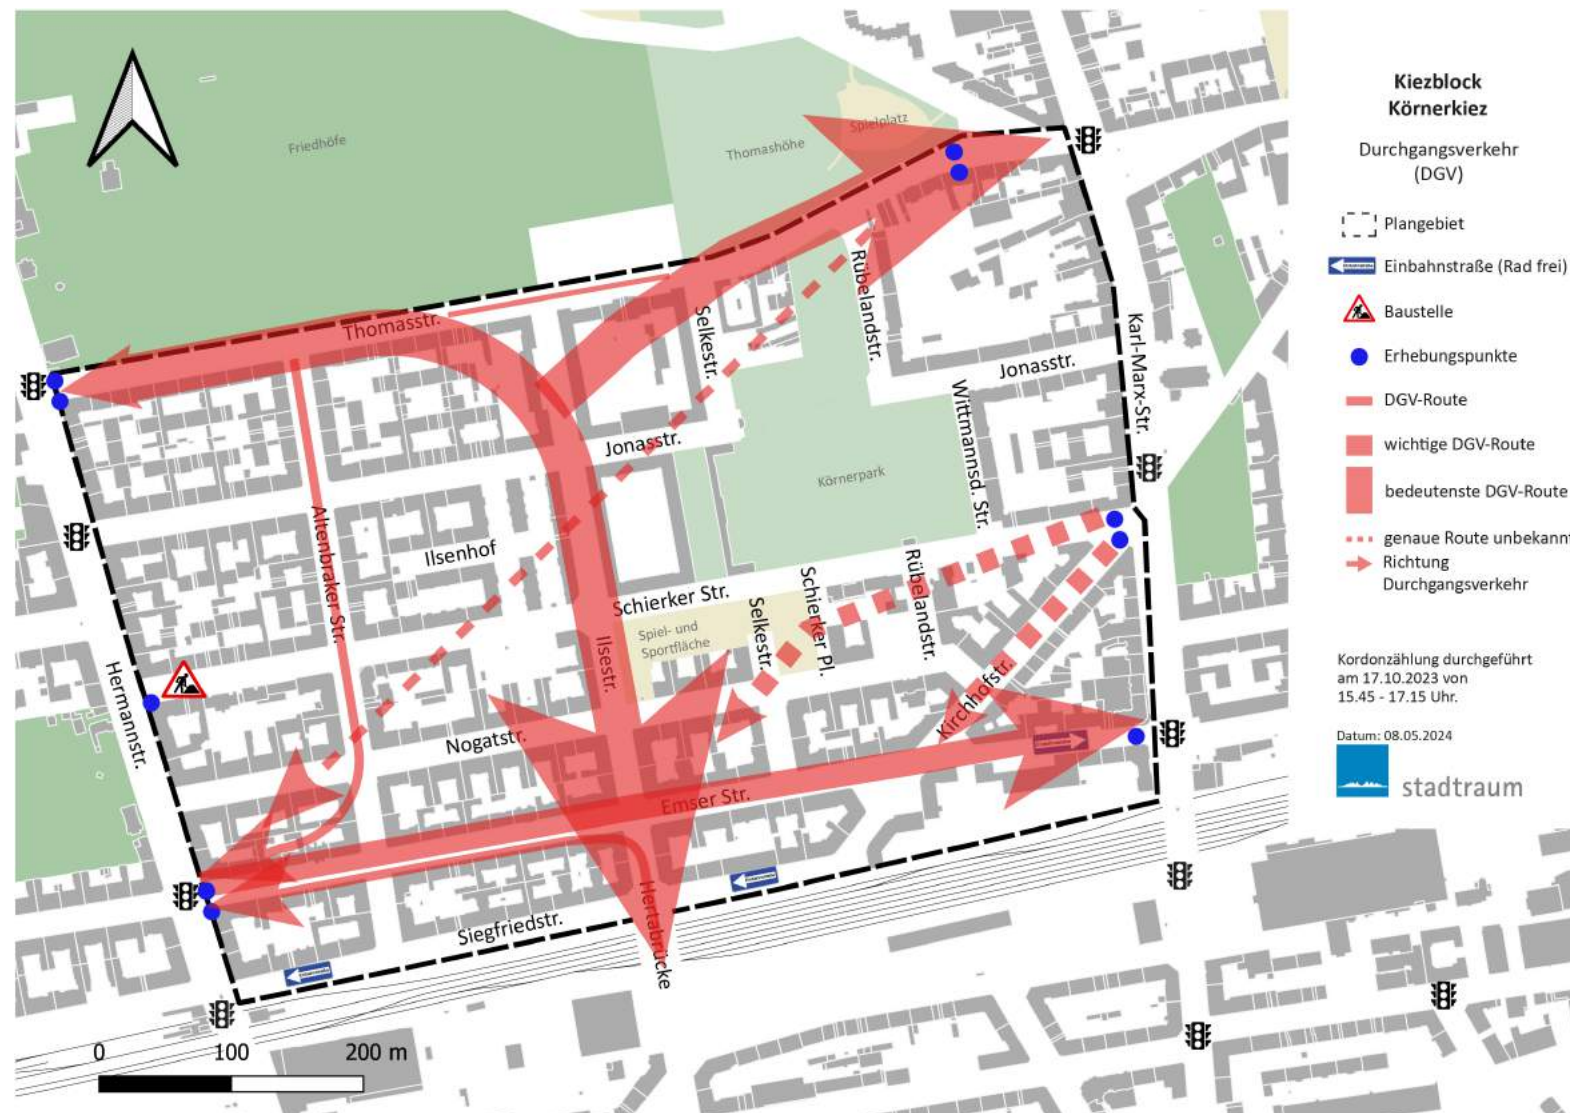 Kiezblock
Körnerkiez
Durchgangsverkehr
(DGV)
Plangebiet
Einbahnstraße (Rad frei)
Baustelle
Erhebungspunkte
DGV-Route
wichtige DGV-Route
bedeutenste DGV-Route
genaue Route unbekannt
Richtung
Durchgangsverkehr
Kordonzählung durchgeführt
am 17.10.2023 von
15.45 - 17.15 Uhr.
Datum: 08.05.2024
stadtraum
Friedhöfe
Thomashöhe
Spielplatz
Thomasstr.
Selkestr.
Rübelandstr.
Jonasstr.
Karl-Marx-Str.
Wittmannsd. Str.
Jonasstr.
Körnerpark
Altenbraker Str.
Ilsenhof
Schierker Str.
Spiel- und
Sportfläche
Ilsestr.
Selkestr.
Schierker Pl.
Rübelandstr.
Kirchhofstr.
Hermannstr.
Nogatstr.
Emser Str.
Hertabrücke
Siegfriedstr.
0 100 200 m